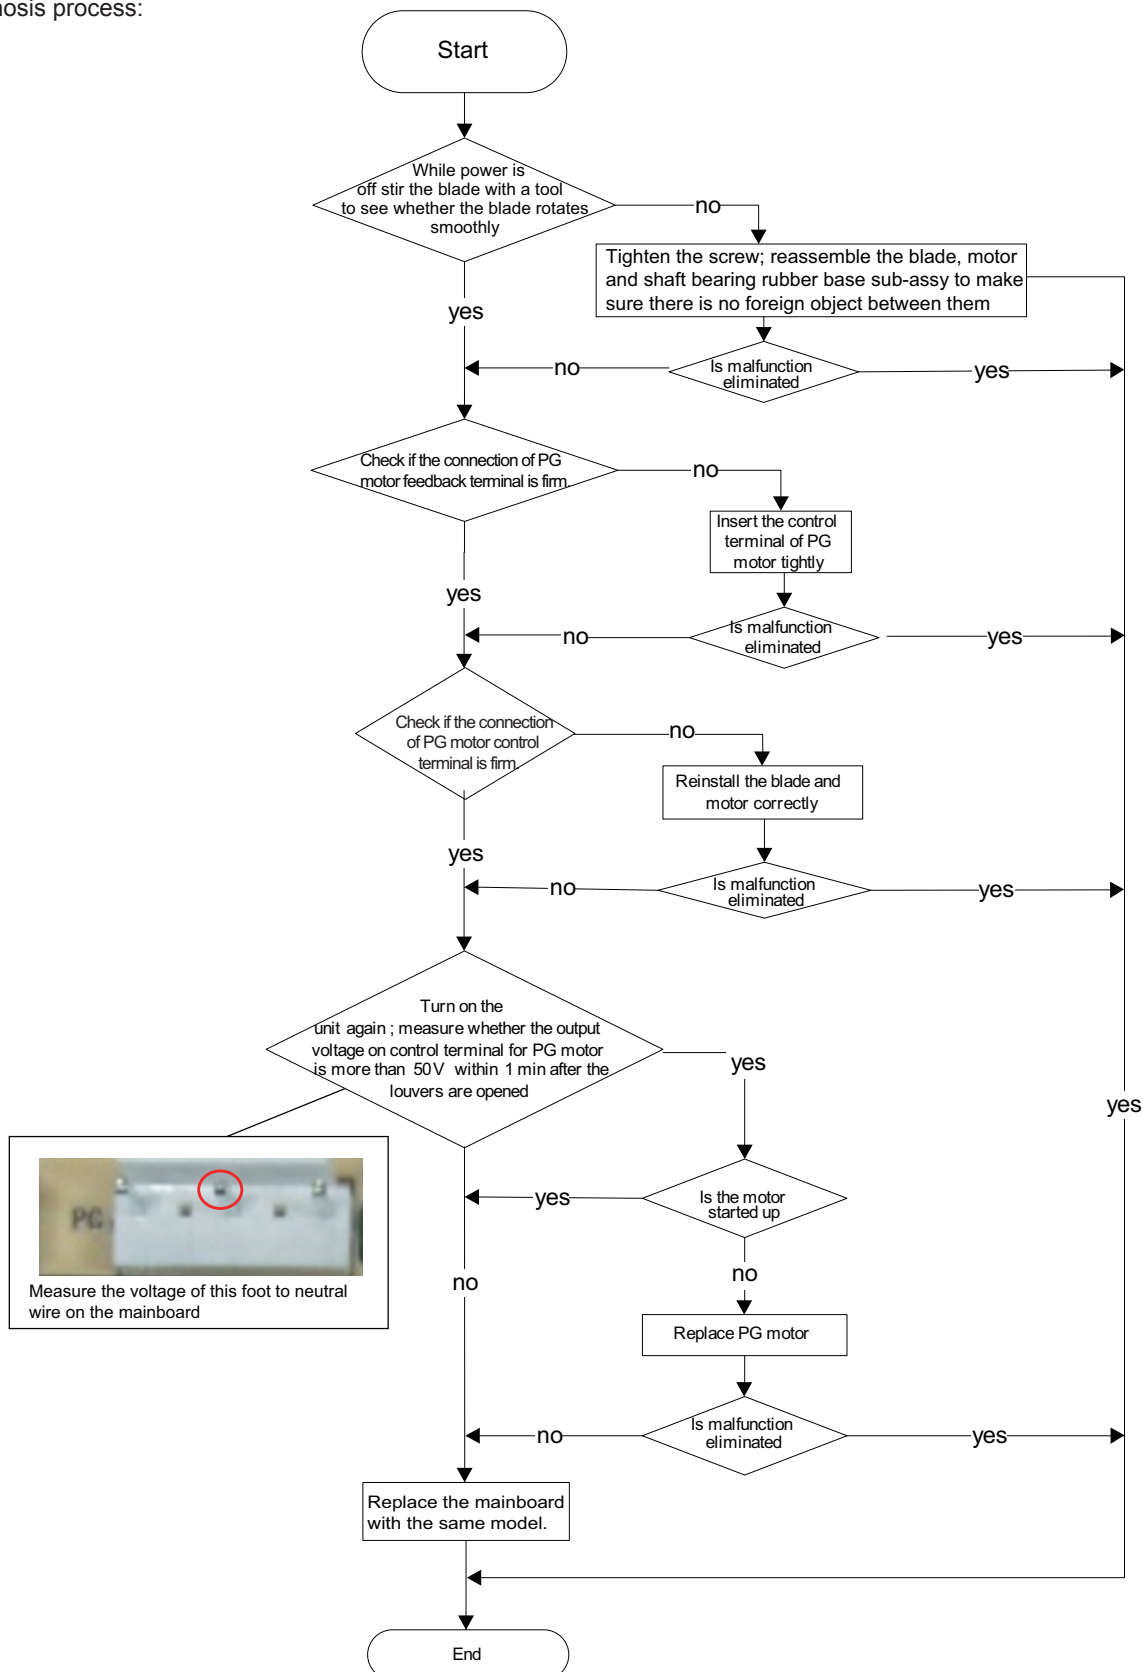 nosis process:
Start
While power is
off stir the blade with a tool
to see whether the blade rotates
smoothly
no
Tighten the screw; reassemble the blade, motor
and shaft bearing rubber base sub-assy to make
sure there is no foreign object between them
yes
Is malfunction
eliminated
no
yes
Check if the connection of PG
motor feedback terminal is firm.
no
Insert the control
terminal of PG
motor tightly
yes
Is malfunction
eliminated
no
yes
Check if the connection
of PG motor control
terminal is firm.
no
Reinstall the blade and
motor correctly
yes
Is malfunction
eliminated
no
yes
Turn on the
unit again ; measure whether the output
voltage on control terminal for PG motor
is more than 50V within 1 min after the
louvers are opened
yes
yes
Is the motor
started up
yes
PG
Measure the voltage of this foot to neutral
wire on the mainboard
no
no
Replace PG motor
Is malfunction
eliminated
no
yes
Replace the mainboard
with the same model.
End